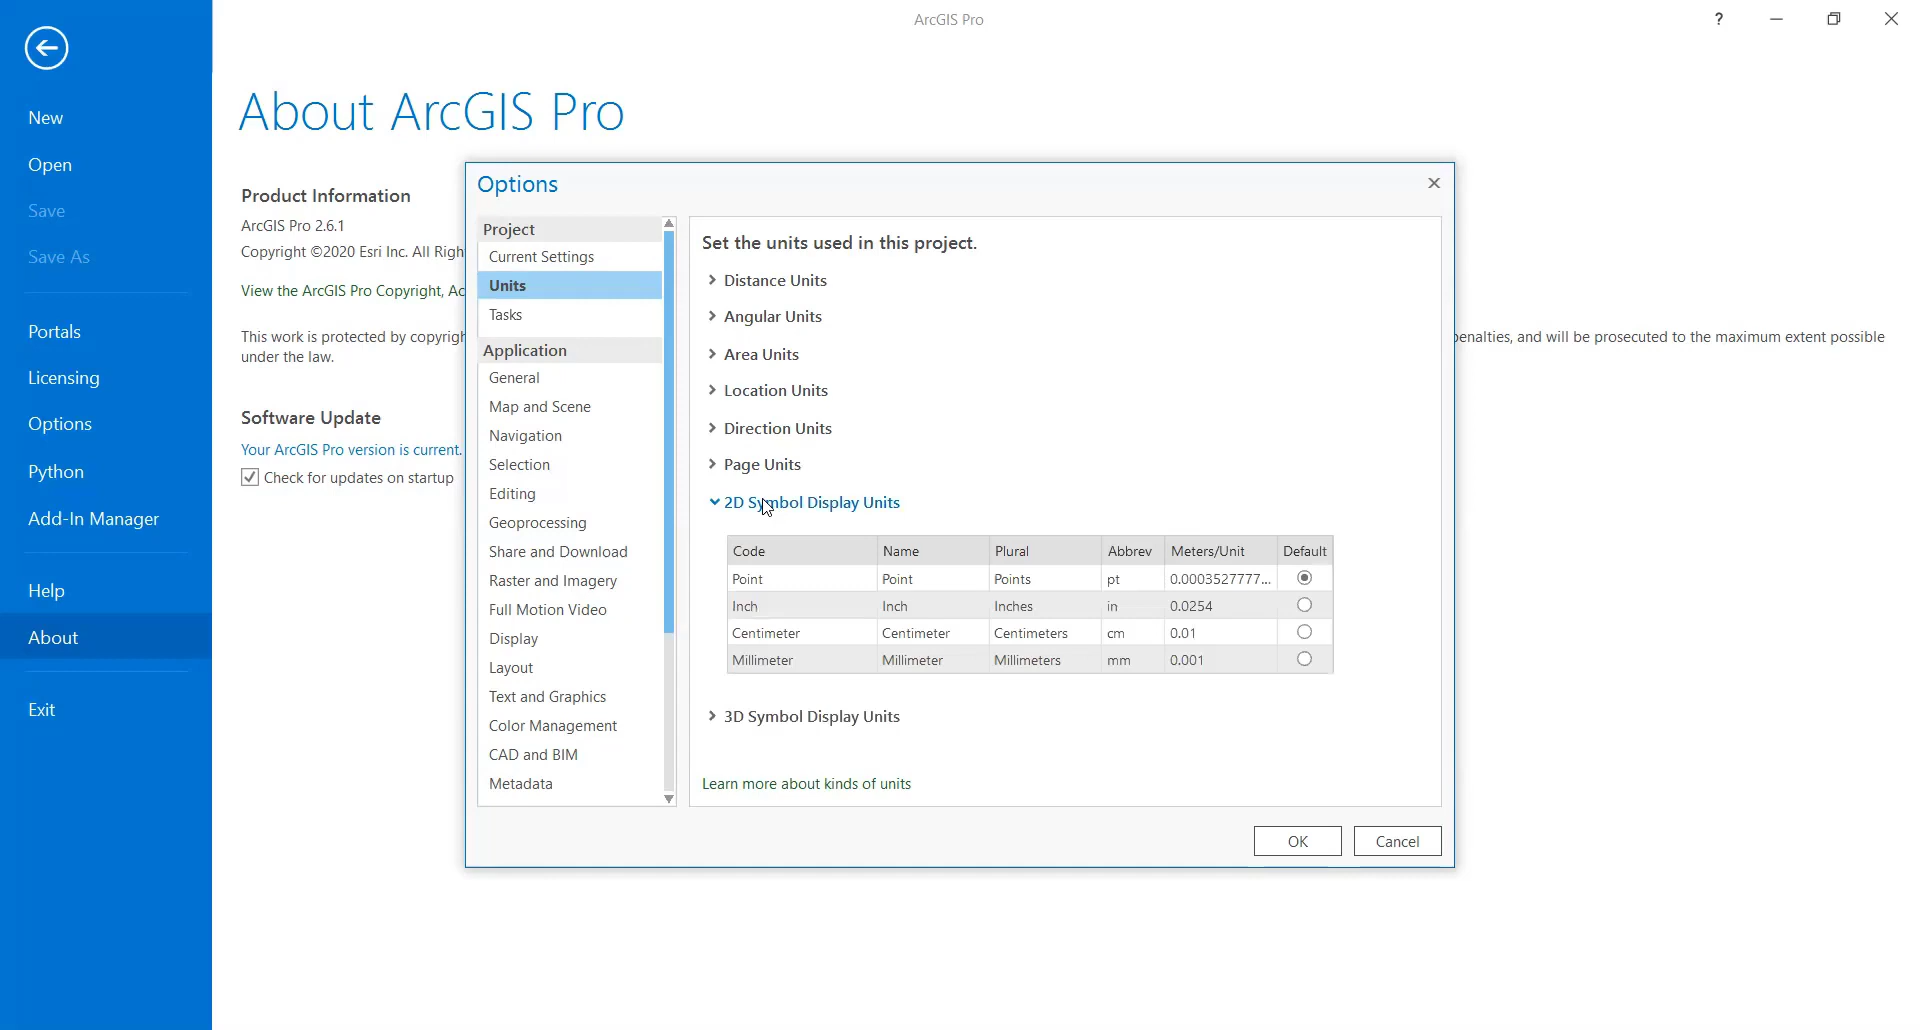 ArcGIS Pro
?
New
Open
Save
Save As
Portals
Licensing
Options
Python
Add-In Manager
Help
About
Exit
About ArcGIS Pro
Product Information
ArcGIS Pro 2.6.1
Copyright ©2020 Esri Inc. All Righ
View the ArcGIS Pro Copyright, Ac
This work is protected by copyrigh
penalties, and will be prosecuted to the maximum extent possible
under the law.
Software Update
Your ArcGIS Pro version is current.
Check for updates on startup
Options
Project
Current Settings
Units
Tasks
Application
General
Map and Scene
Navigation
Selection
Editing
Geoprocessing
Share and Download
Raster and Imagery
Full Motion Video
Display
Layout
Text and Graphics
Color Management
CAD and BIM
Metadata
Set the units used in this project.
Distance Units
Angular Units
Area Units
Location Units
Direction Units
Page Units
2D Symbol Display Units
Code Name Plural Abbrev Meters/Unit Default
Point Point Points pt 0.0003527777...
Inch Inch Inches in 0.0254
Centimeter Centimeter Centimeters cm 0.01
Millimeter Millimeter Millimeters mm 0.001
3D Symbol Display Units
Learn more about kinds of units
OK Cancel